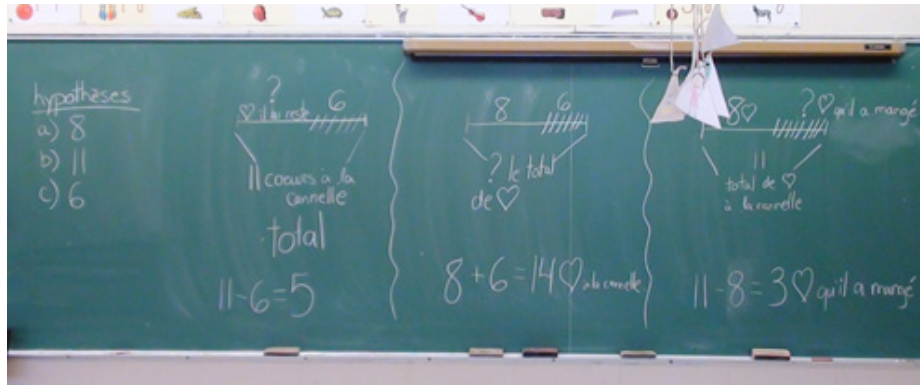 hypothèses
a) 8
b) 11
c) 6
?
♡ il lui reste 6
11 coeurs a la
cannelle
total
11-6=5
8 6
? le total
de ♡
8+6=14♡ à la cannelle
8♡ ?♡ qu'il a mangé
11
total de ♡
à la cannelle
11-8=3♡ qu'il a mangé